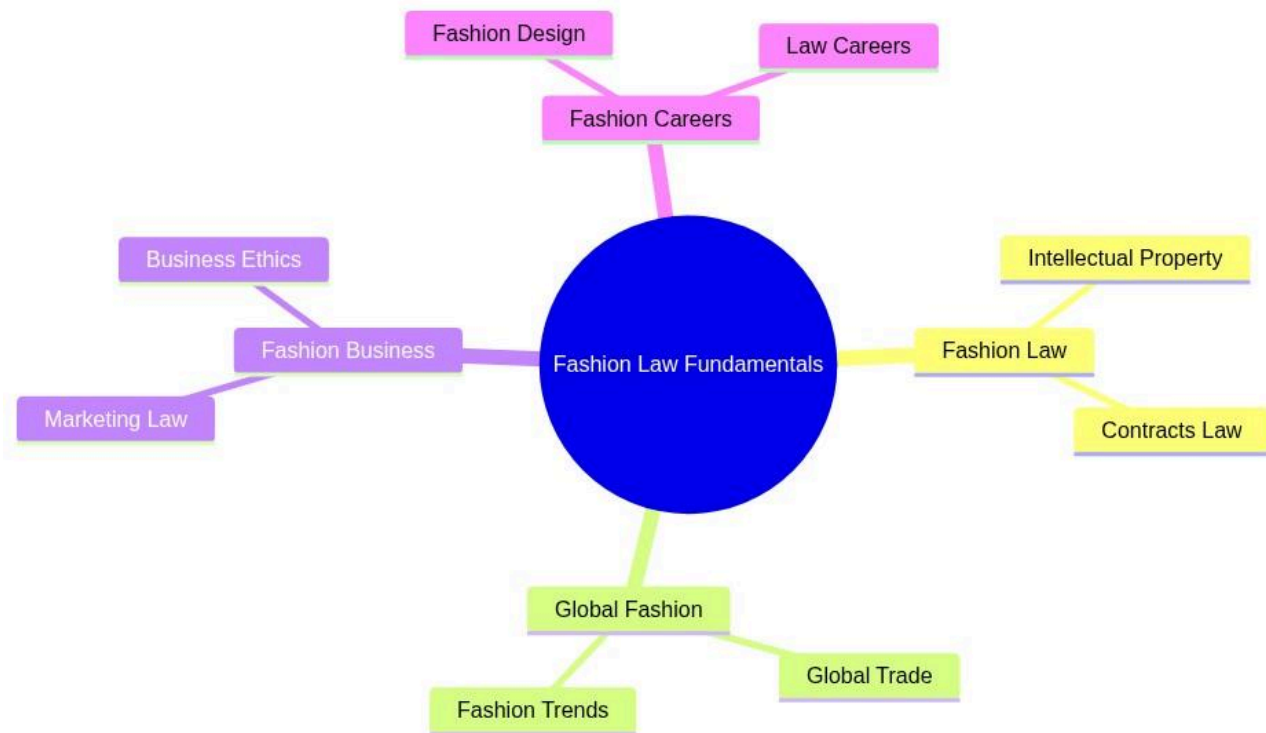 Fashion Design
Law Careers
Fashion Careers
Business Ethics
Intellectual Property
Fashion Business
Fashion Law Fundamentals
Fashion Law
Marketing Law
Contracts Law
Global Fashion
Global Trade
Fashion Trends